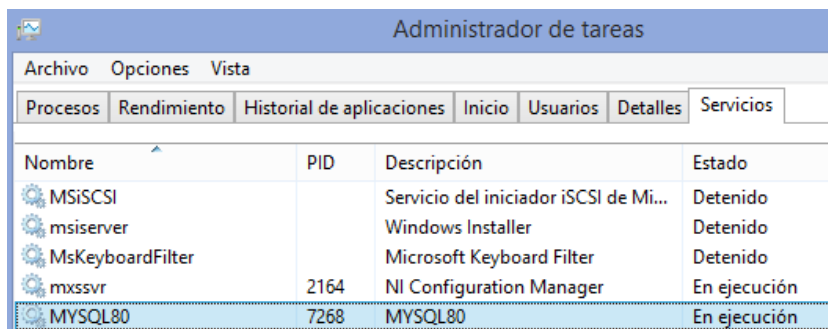 Administrador de tareas
Archivo Opciones Vista
Procesos Rendimiento Historial de aplicaciones Inicio Usuarios Detalles Servicios
Nombre PID Descripción Estado
MSiSCSI Servicio del iniciador iSCSI de Mi... Detenido
msiserver Windows Installer Detenido
MsKeyboardFilter Microsoft Keyboard Filter Detenido
mxssvr 2164 NI Configuration Manager En ejecución
MYSQL80 7268 MYSQL80 En ejecución